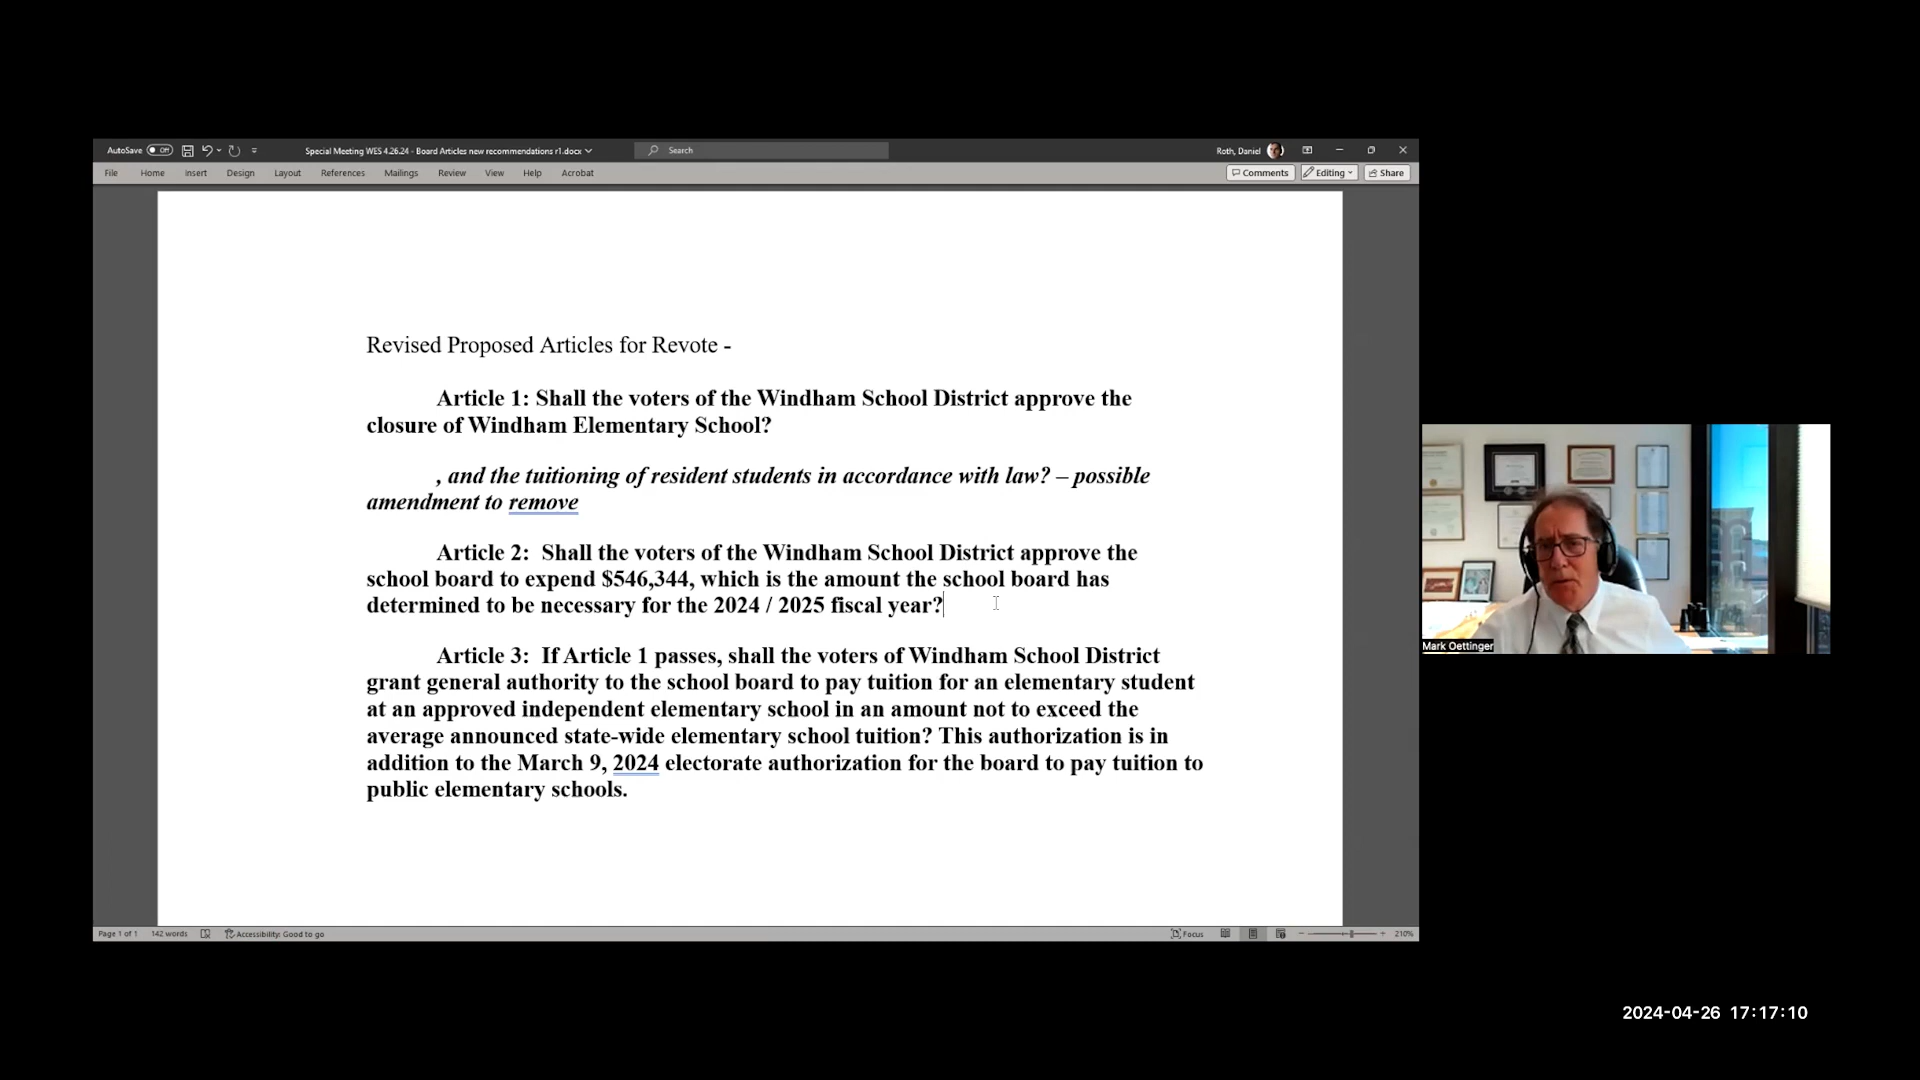 AutoSave Off
Special Meeting WES 4.26.24 - Board Articles new recommendations r1.docx
Search
Roth, Daniel
File Home Insert Design Layout References Mailings Review View Help Acrobat
Comments Editing Share
Revised Proposed Articles for Revote -
Article 1: Shall the voters of the Windham School District approve the
closure of Windham Elementary School?
, and the tuitioning of resident students in accordance with law? – possible
amendment to remove
Article 2: Shall the voters of the Windham School District approve the
school board to expend $546,344, which is the amount the school board has
determined to be necessary for the 2024 / 2025 fiscal year?
Article 3: If Article 1 passes, shall the voters of Windham School District
grant general authority to the school board to pay tuition for an elementary student
at an approved independent elementary school in an amount not to exceed the
average announced state-wide elementary school tuition? This authorization is in
addition to the March 9, 2024 electorate authorization for the board to pay tuition to
public elementary schools.
Mark Oettinger
Page 1 of 1 142 words Accessibility: Good to go
Focus 210%
2024-04-26 17:17:10